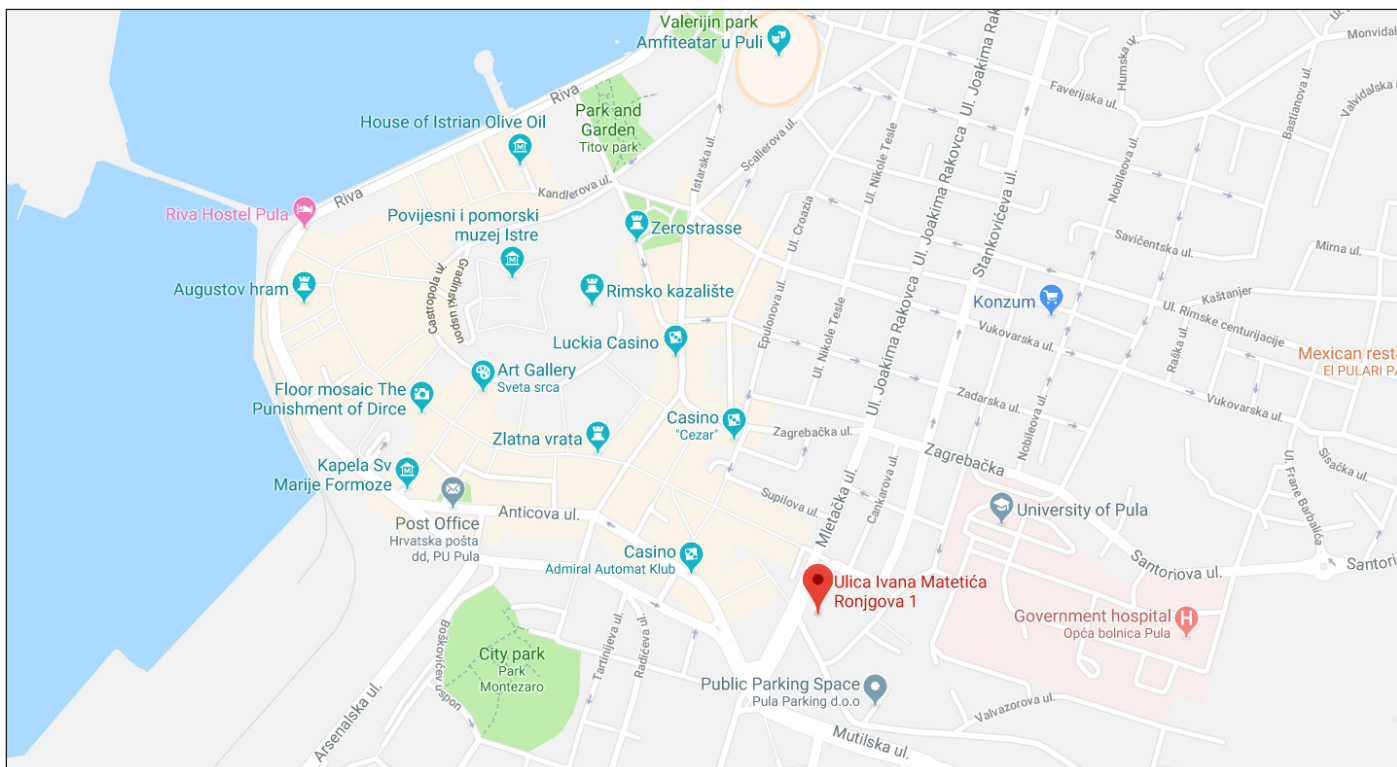 Valerijin park
Amfiteatar u Puli
Riva
House of Istrian Olive Oil
Park and
Garden
Titov park
Kandlerova ul.
Istarska ul.
Scalierova ul.
Ul. Nikole Tesle
Ul. Joakima Rakovca
Ul. Joakima Rak
Stankovićeva ul.
Faverijska ul.
Humska ul.
Monvidal
Bastianova ul.
Valvidalska ul.
Nobileova ul.
Riva Hostel Pula
Riva
Povijesni i pomorski
muzej Istre
Zerostrasse
Ul. Croazia
Savičentska ul.
Mirna ul.
Augustov hram
Castropola ul.
Gradinski uspon
Rimsko kazalište
Konzum
Kaštanjer
Ul. Rimske centurijacije
Luckia Casino
Epulonova ul.
Ul. Nikole Tesle
Ul. Joakima Rakovca
Vukovarska ul.
Raška ul.
Mexican resta
El PULARI PA
Art Gallery
Sveta srca
Floor mosaic The
Punishment of Dirce
Zadarska ul.
Nobileova ul.
Vukovarska ul.
Casino
"Cezar"
Zagrebačka ul.
Zagrebačka
Zlatna vrata
Ul. Frane Barbalića
Sisačka ul.
Kapela Sv
Marije Formoze
Supilova ul.
Mletačka ul.
Cankarova ul.
University of Pula
Post Office
Hrvatska pošta
dd, PU Pula
Anticova ul.
Casino
Admiral Automat Klub
Santoriova ul.
Santorio
Ulica Ivana Matetića
Ronjgova 1
Government hospital
Opća bolnica Pula
Boškovićev uspon
City park
Park
Montezaro
Tartinijeva ul.
Radićeva ul.
Public Parking Space
Pula Parking d.o.o
Valvazorova ul.
Arsenalska ul.
Mutilska ul.